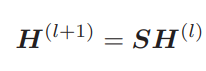 H^{(l+1)} = SH^{(l)}